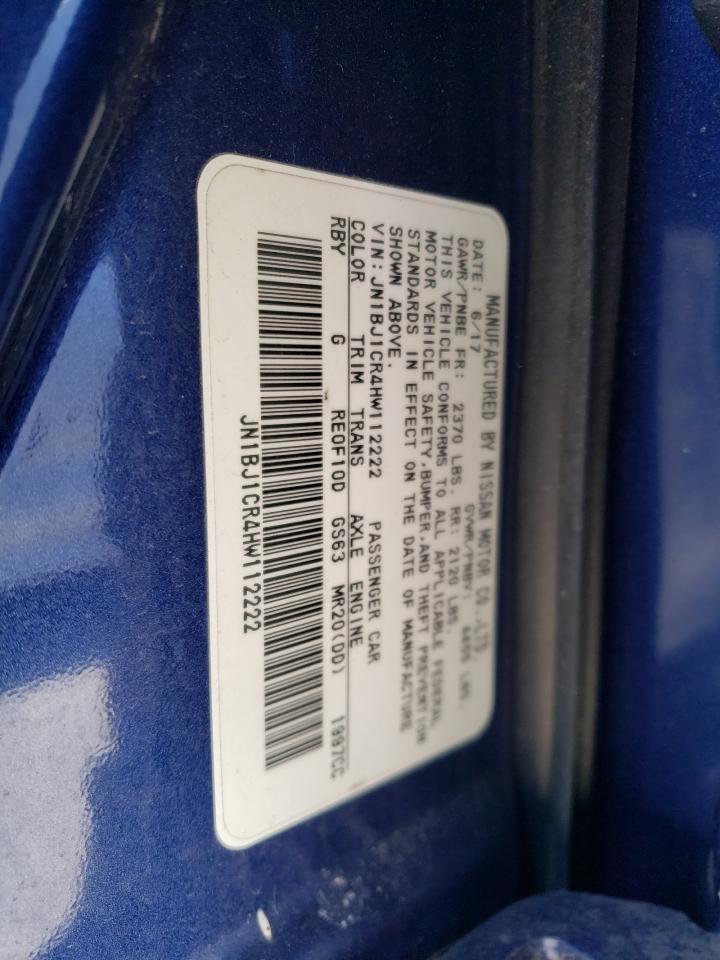 MANUFACTURED BY NISSAN MOTOR CO.,LTD.
DATE: 6/17 GVWR/PNBV: LBS.
GAWR/PNBE FR: 2370 LBS. RR: 2120 LBS.
THIS VEHICLE CONFORMS TO ALL APPLICABLE FEDERAL
MOTOR VEHICLE SAFETY,BUMPER,AND THEFT PREVENTION
STANDARDS IN EFFECT ON THE DATE OF MANUFACTURE
SHOWN ABOVE.
VIN: JN1BJ1CR4HW112222 PASSENGER CAR
COLOR TRIM TRANS AXLE ENGINE
RBY G RE0F10D GS63 MR20(DD) 1997CC
JN1BJ1CR4HW112222